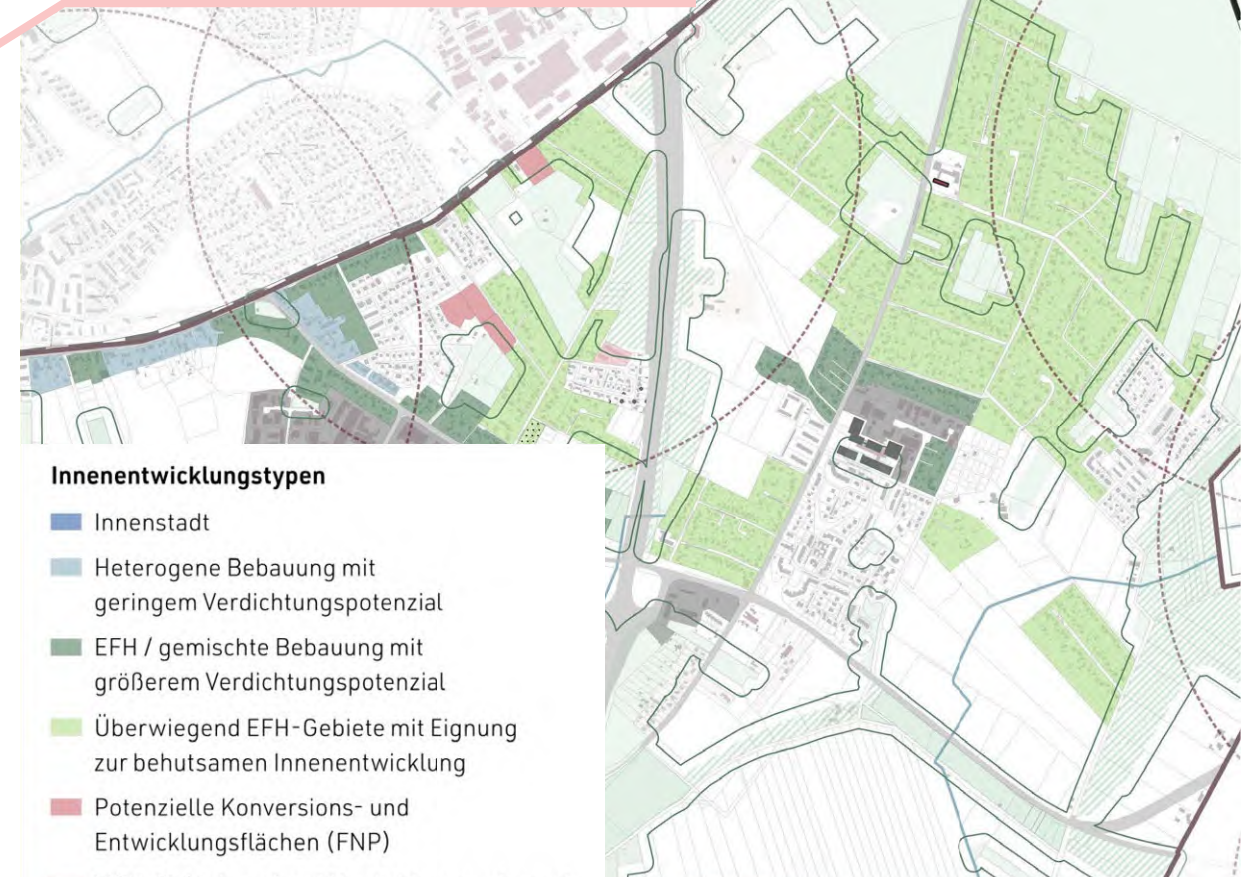 Innenentwicklungstypen
Innenstadt
Heterogene Bebauung mit
geringem Verdichtungspotenzial
EFH / gemischte Bebauung mit
größerem Verdichtungspotenzial
Überwiegend EFH-Gebiete mit Eignung
zur behutsamen Innenentwicklung
Potenzielle Konversions- und
Entwicklungsflächen (FNP)